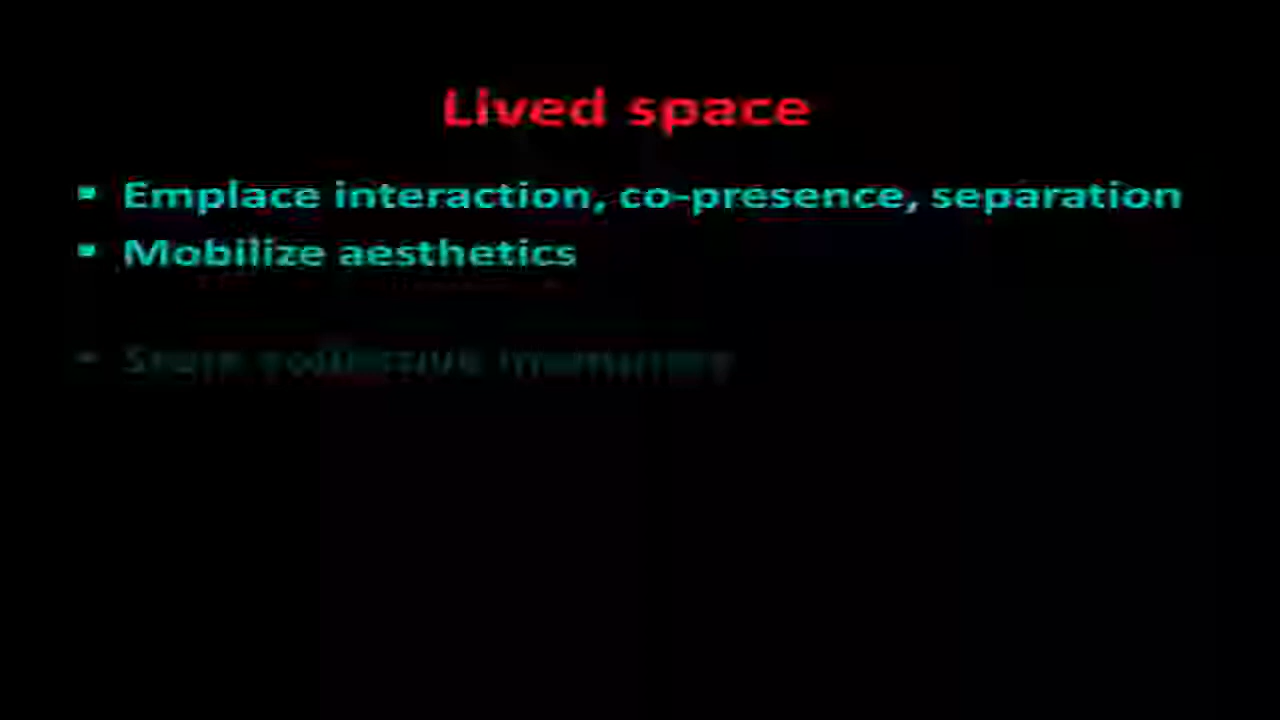 Lived space
▪ Emplace interaction, co-presence, separation
▪ Mobilize aesthetics